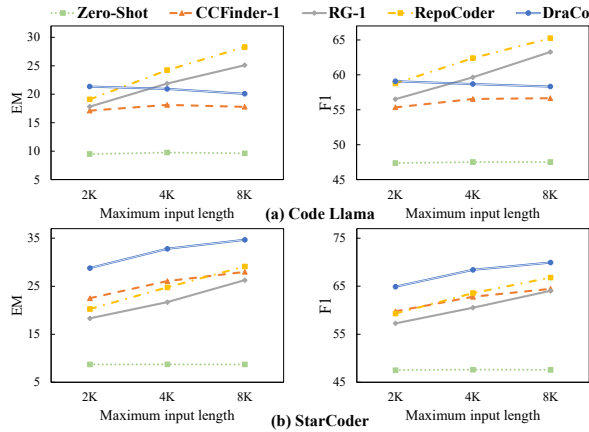 Zero-Shot CCFinder-1 RG-1 RepoCoder DraCo
30
25
20
15
10
5
EM
2K 4K 8K
Maximum input length
65
60
55
50
45
F1
2K 4K 8K
Maximum input length
(a) Code Llama
35
25
15
5
EM
2K 4K 8K
Maximum input length
75
65
55
45
F1
2K 4K 8K
Maximum input length
(b) StarCoder